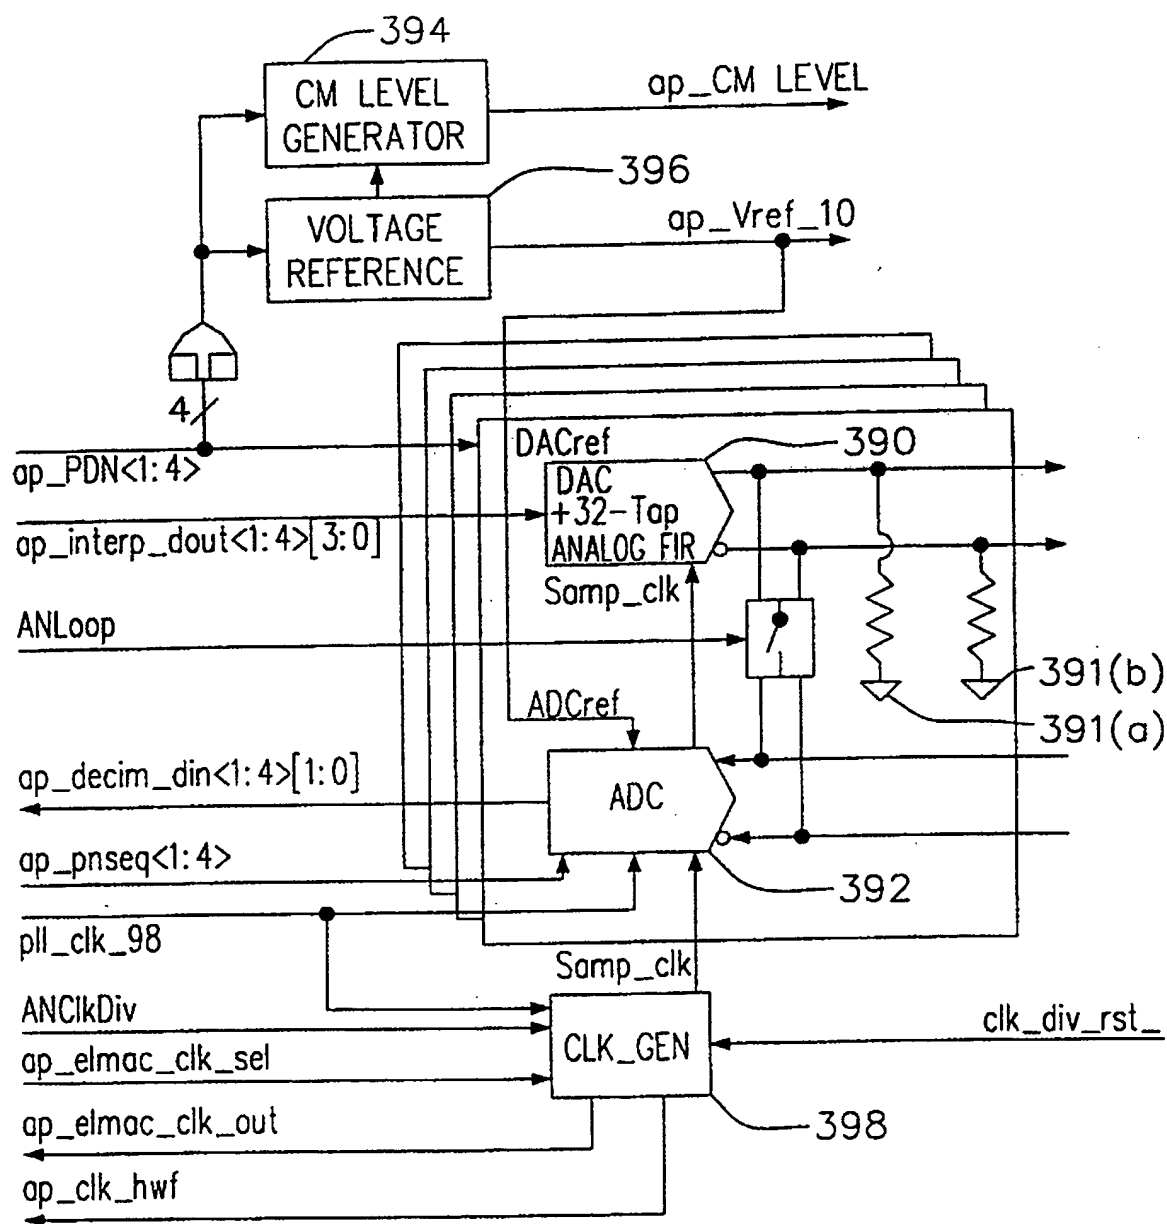 394
CM LEVEL
GENERATOR
ap_CM LEVEL
396
VOLTAGE
REFERENCE
ap_Vref_10
4
ap_PDN<1:4>
DACref
390
DAC
+32-Tap
ANALOG FIR
ap_interp_dout<1:4>[3:0]
Samp_clk
ANLoop
391(b)
391(a)
ADCref
ap_decim_din<1:4>[1:0]
ADC
ap_pnseq<1:4>
392
pll_clk_98
Samp_clk
ANClkDiv
CLK_GEN
clk_div_rst_
ap_elmac_clk_sel
398
ap_elmac_clk_out
ap_clk_hwf